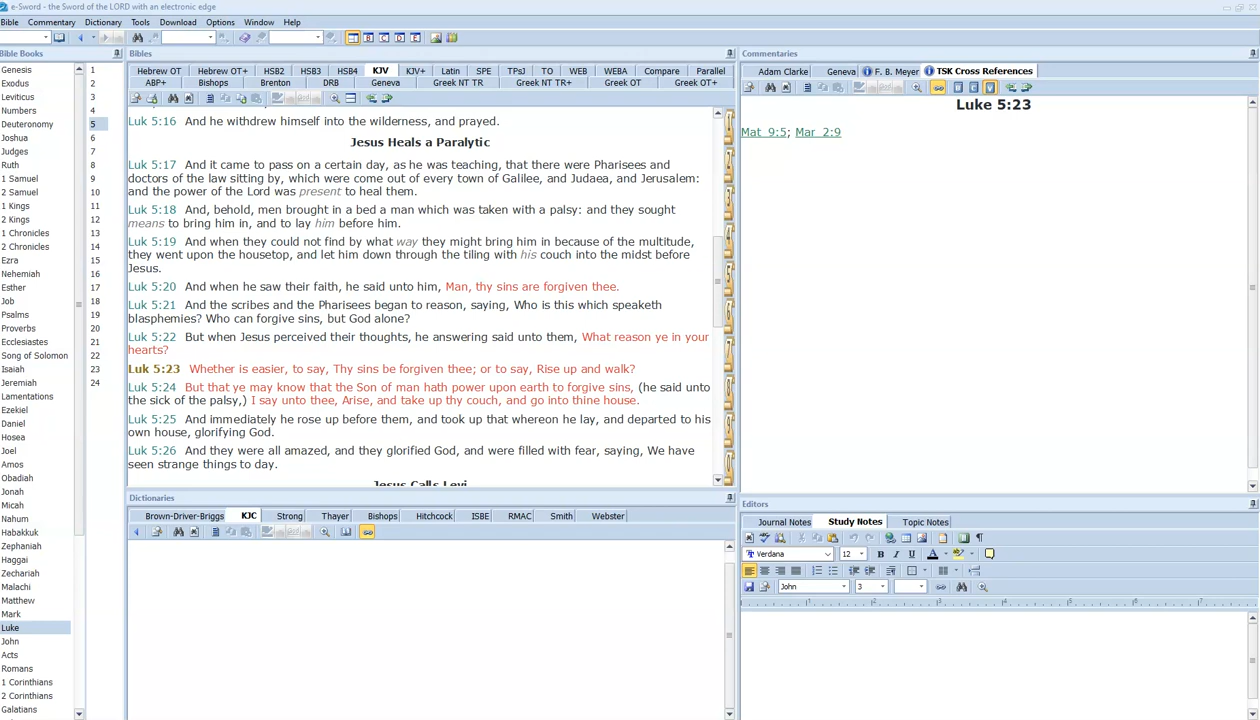 e-Sword - the Sword of the LORD with an electronic edge
Bible Commentary Dictionary Tools Download Options Window Help
B C D E
Bible Books
Genesis
Exodus
Leviticus
Numbers
Deuteronomy
Joshua
Judges
Ruth
1 Samuel
2 Samuel
1 Kings
2 Kings
1 Chronicles
2 Chronicles
Ezra
Nehemiah
Esther
Job
Psalms
Proverbs
Ecclesiastes
Song of Solomon
Isaiah
Jeremiah
Lamentations
Ezekiel
Daniel
Hosea
Joel
Amos
Obadiah
Jonah
Micah
Nahum
Habakkuk
Zephaniah
Haggai
Zechariah
Malachi
Matthew
Mark
Luke
John
Acts
Romans
1 Corinthians
2 Corinthians
Galatians
1
2
3
4
5
6
7
8
9
10
11
12
13
14
15
16
17
18
19
20
21
22
23
24
Bibles
Hebrew OT Hebrew OT+ HSB2 HSB3 HSB4 KJV KJV+ Latin SPE TPsJ TO WEB WEBA Compare Parallel
ABP+ Bishops Brenton DRB Geneva Greek NT TR Greek NT TR+ Greek OT Greek OT+
Luk 5:16 And he withdrew himself into the wilderness, and prayed.
Jesus Heals a Paralytic
Luk 5:17 And it came to pass on a certain day, as he was teaching, that there were Pharisees and
doctors of the law sitting by, which were come out of every town of Galilee, and Judaea, and Jerusalem:
and the power of the Lord was present to heal them.
Luk 5:18 And, behold, men brought in a bed a man which was taken with a palsy: and they sought
means to bring him in, and to lay him before him.
Luk 5:19 And when they could not find by what way they might bring him in because of the multitude,
they went upon the housetop, and let him down through the tiling with his couch into the midst before
Jesus.
Luk 5:20 And when he saw their faith, he said unto him, Man, thy sins are forgiven thee.
Luk 5:21 And the scribes and the Pharisees began to reason, saying, Who is this which speaketh
blasphemies? Who can forgive sins, but God alone?
Luk 5:22 But when Jesus perceived their thoughts, he answering said unto them, What reason ye in your
hearts?
Luk 5:23 Whether is easier, to say, Thy sins be forgiven thee; or to say, Rise up and walk?
Luk 5:24 But that ye may know that the Son of man hath power upon earth to forgive sins, (he said unto
the sick of the palsy,) I say unto thee, Arise, and take up thy couch, and go into thine house.
Luk 5:25 And immediately he rose up before them, and took up that whereon he lay, and departed to his
own house, glorifying God.
Luk 5:26 And they were all amazed, and they glorified God, and were filled with fear, saying, We have
seen strange things to day.
Jesus Calls Levi
Dictionaries
Brown-Driver-Briggs KJC Strong Thayer Bishops Hitchcock ISBE RMAC Smith Webster
Commentaries
Adam Clarke Geneva F. B. Meyer TSK Cross References
Luke 5:23
Mat 9:5; Mar 2:9
Editors
Journal Notes Study Notes Topic Notes
Verdana 12 B I U A
John 3
1 2 3 4 5 6 7